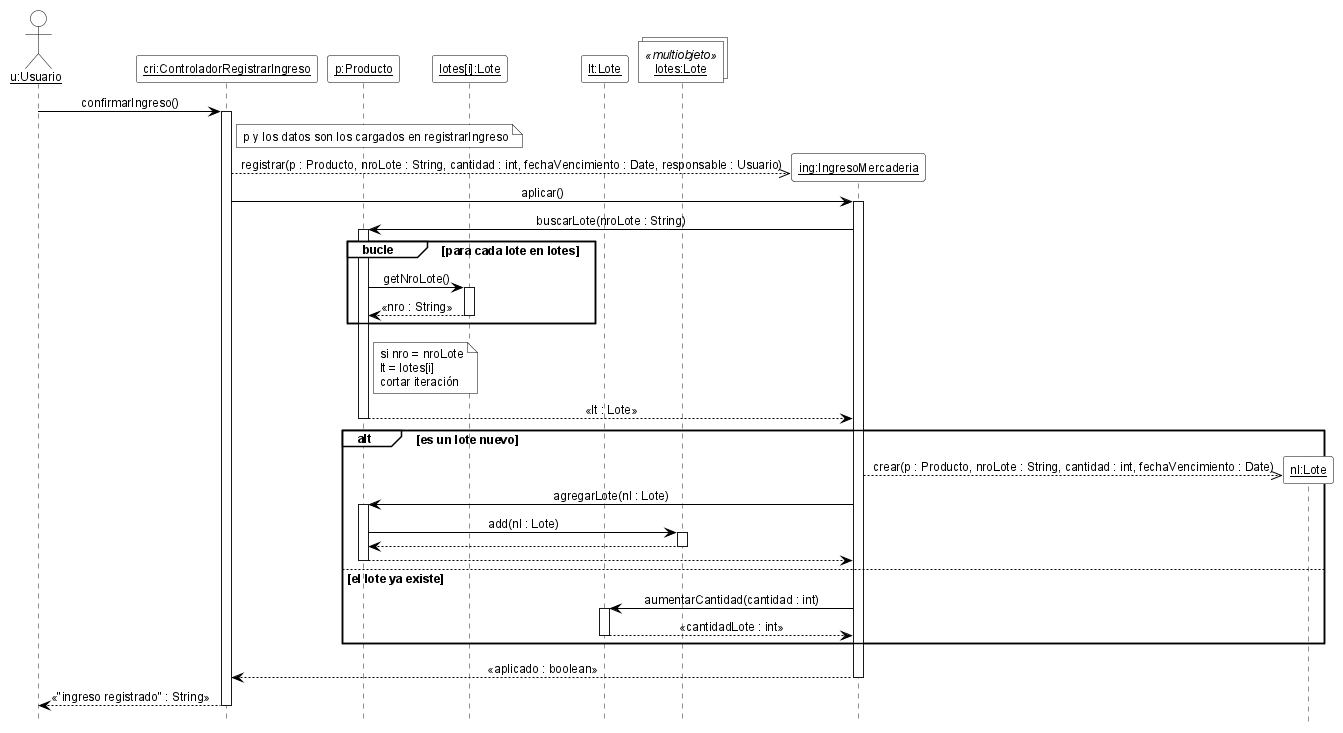 u:Usuario
cri:ControladorRegistrarIngreso
p:Producto
lotes[i]:Lote
lt:Lote
«multiobjeto»
lotes:Lote
confirmarIngreso()
p y los datos son los cargados en registrarIngreso
registrar(p : Producto, nroLote : String, cantidad : int, fechaVencimiento : Date, responsable : Usuario)
ing:IngresoMercaderia
aplicar()
buscarLote(nroLote : String)
bucle
[para cada lote en lotes]
getNroLote()
«nro : String»
si nro = nroLote
lt = lotes[i]
cortar iteración
«lt : Lote»
alt
[es un lote nuevo]
crear(p : Producto, nroLote : String, cantidad : int, fechaVencimiento : Date)
nl:Lote
agregarLote(nl : Lote)
add(nl : Lote)
[el lote ya existe]
aumentarCantidad(cantidad : int)
«cantidadLote : int»
«aplicado : boolean»
«"ingreso registrado" : String»